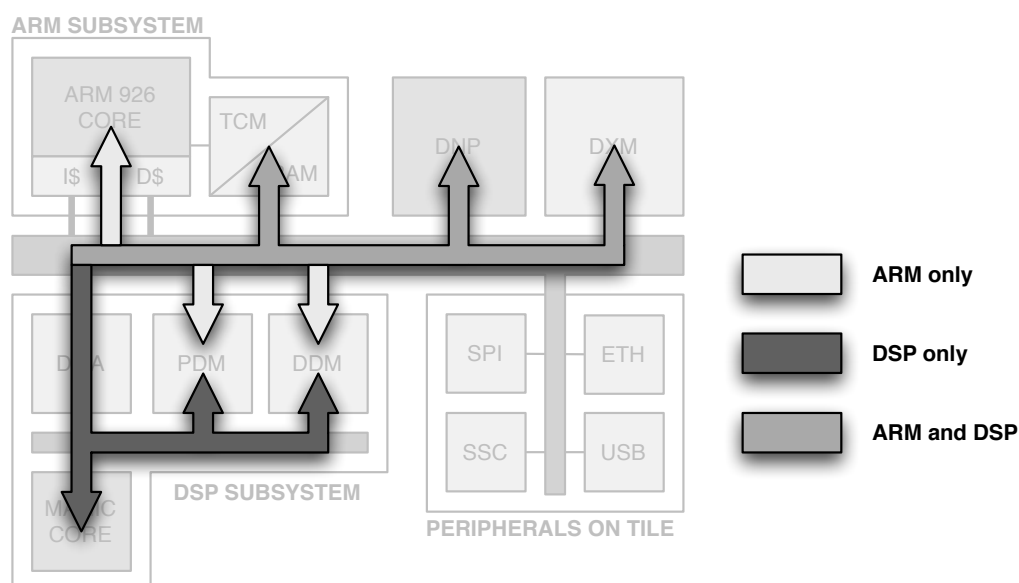 ARM SUBSYSTEM
ARM 926
CORE
TCM
I$
D$
DNP
DXM
PDM
DDM
CORE
DSP SUBSYSTEM
SPI
ETH
SSC
USB
PERIPHERALS ON TILE
ARM only
DSP only
ARM and DSP